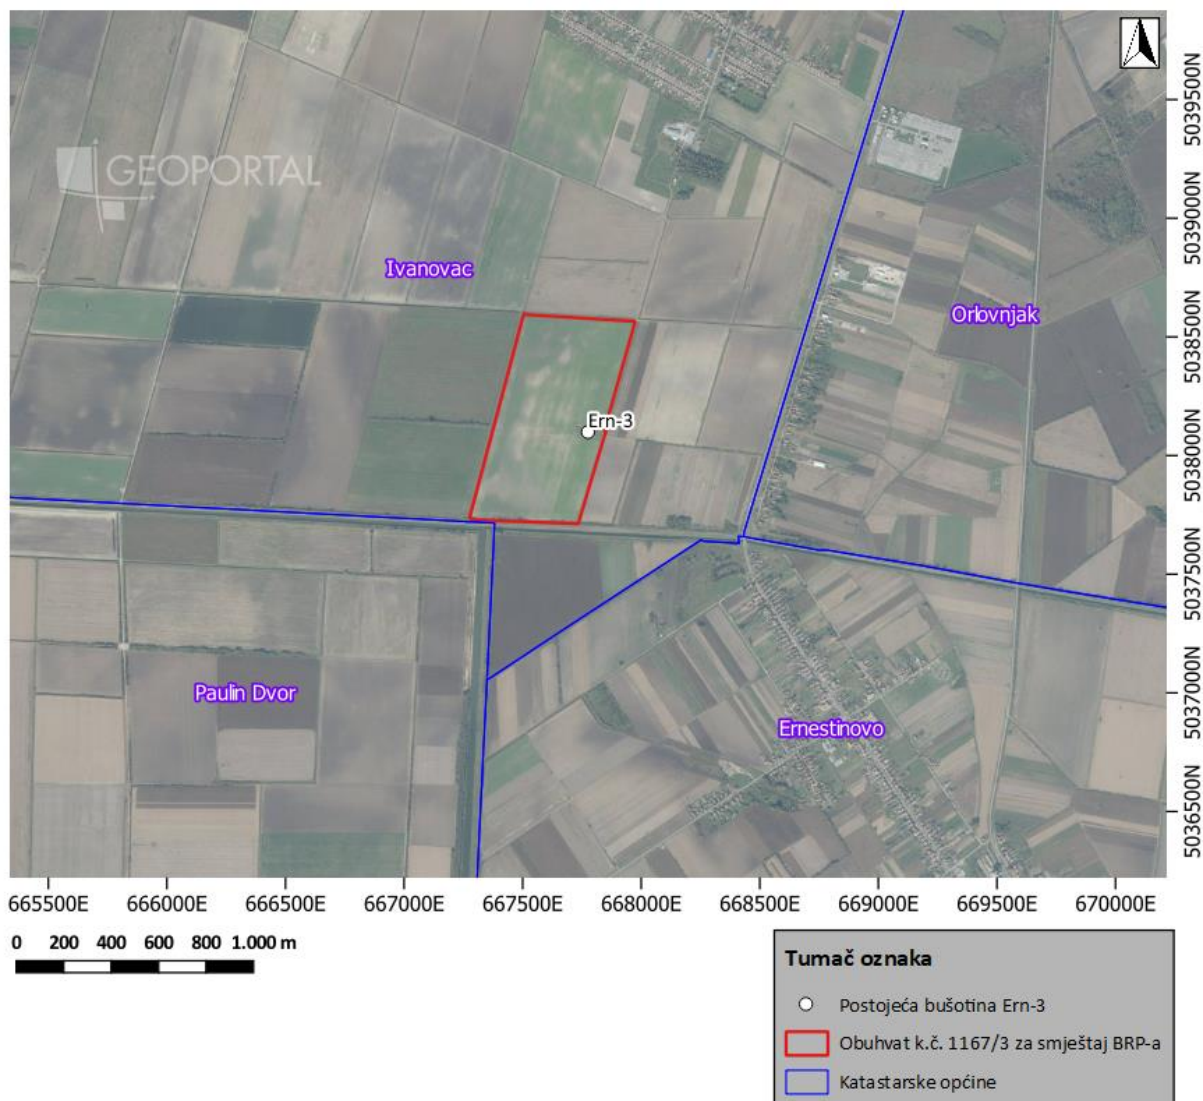 GEOPORTAL
Ivanovac
Orlovnjak
Ern-3
Paulin Dvor
Ernestinovo
5039500N
5039000N
5038500N
5038000N
5037500N
5037000N
5036500N
665500E 666000E 666500E 667000E 667500E 668000E 668500E 669000E 669500E 670000E
0 200 400 600 800 1.000 m
Tumač oznaka
Postojeća bušotina Ern-3
Obuhvat k.č. 1167/3 za smještaj BRP-a
Katastarske općine